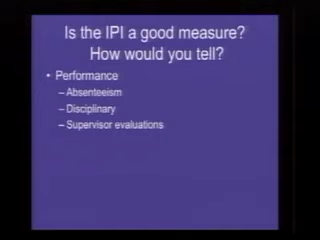 Is the IPI a good measure?
How would you tell?
• Performance
– Absenteeism
– Disciplinary
– Supervisor evaluations